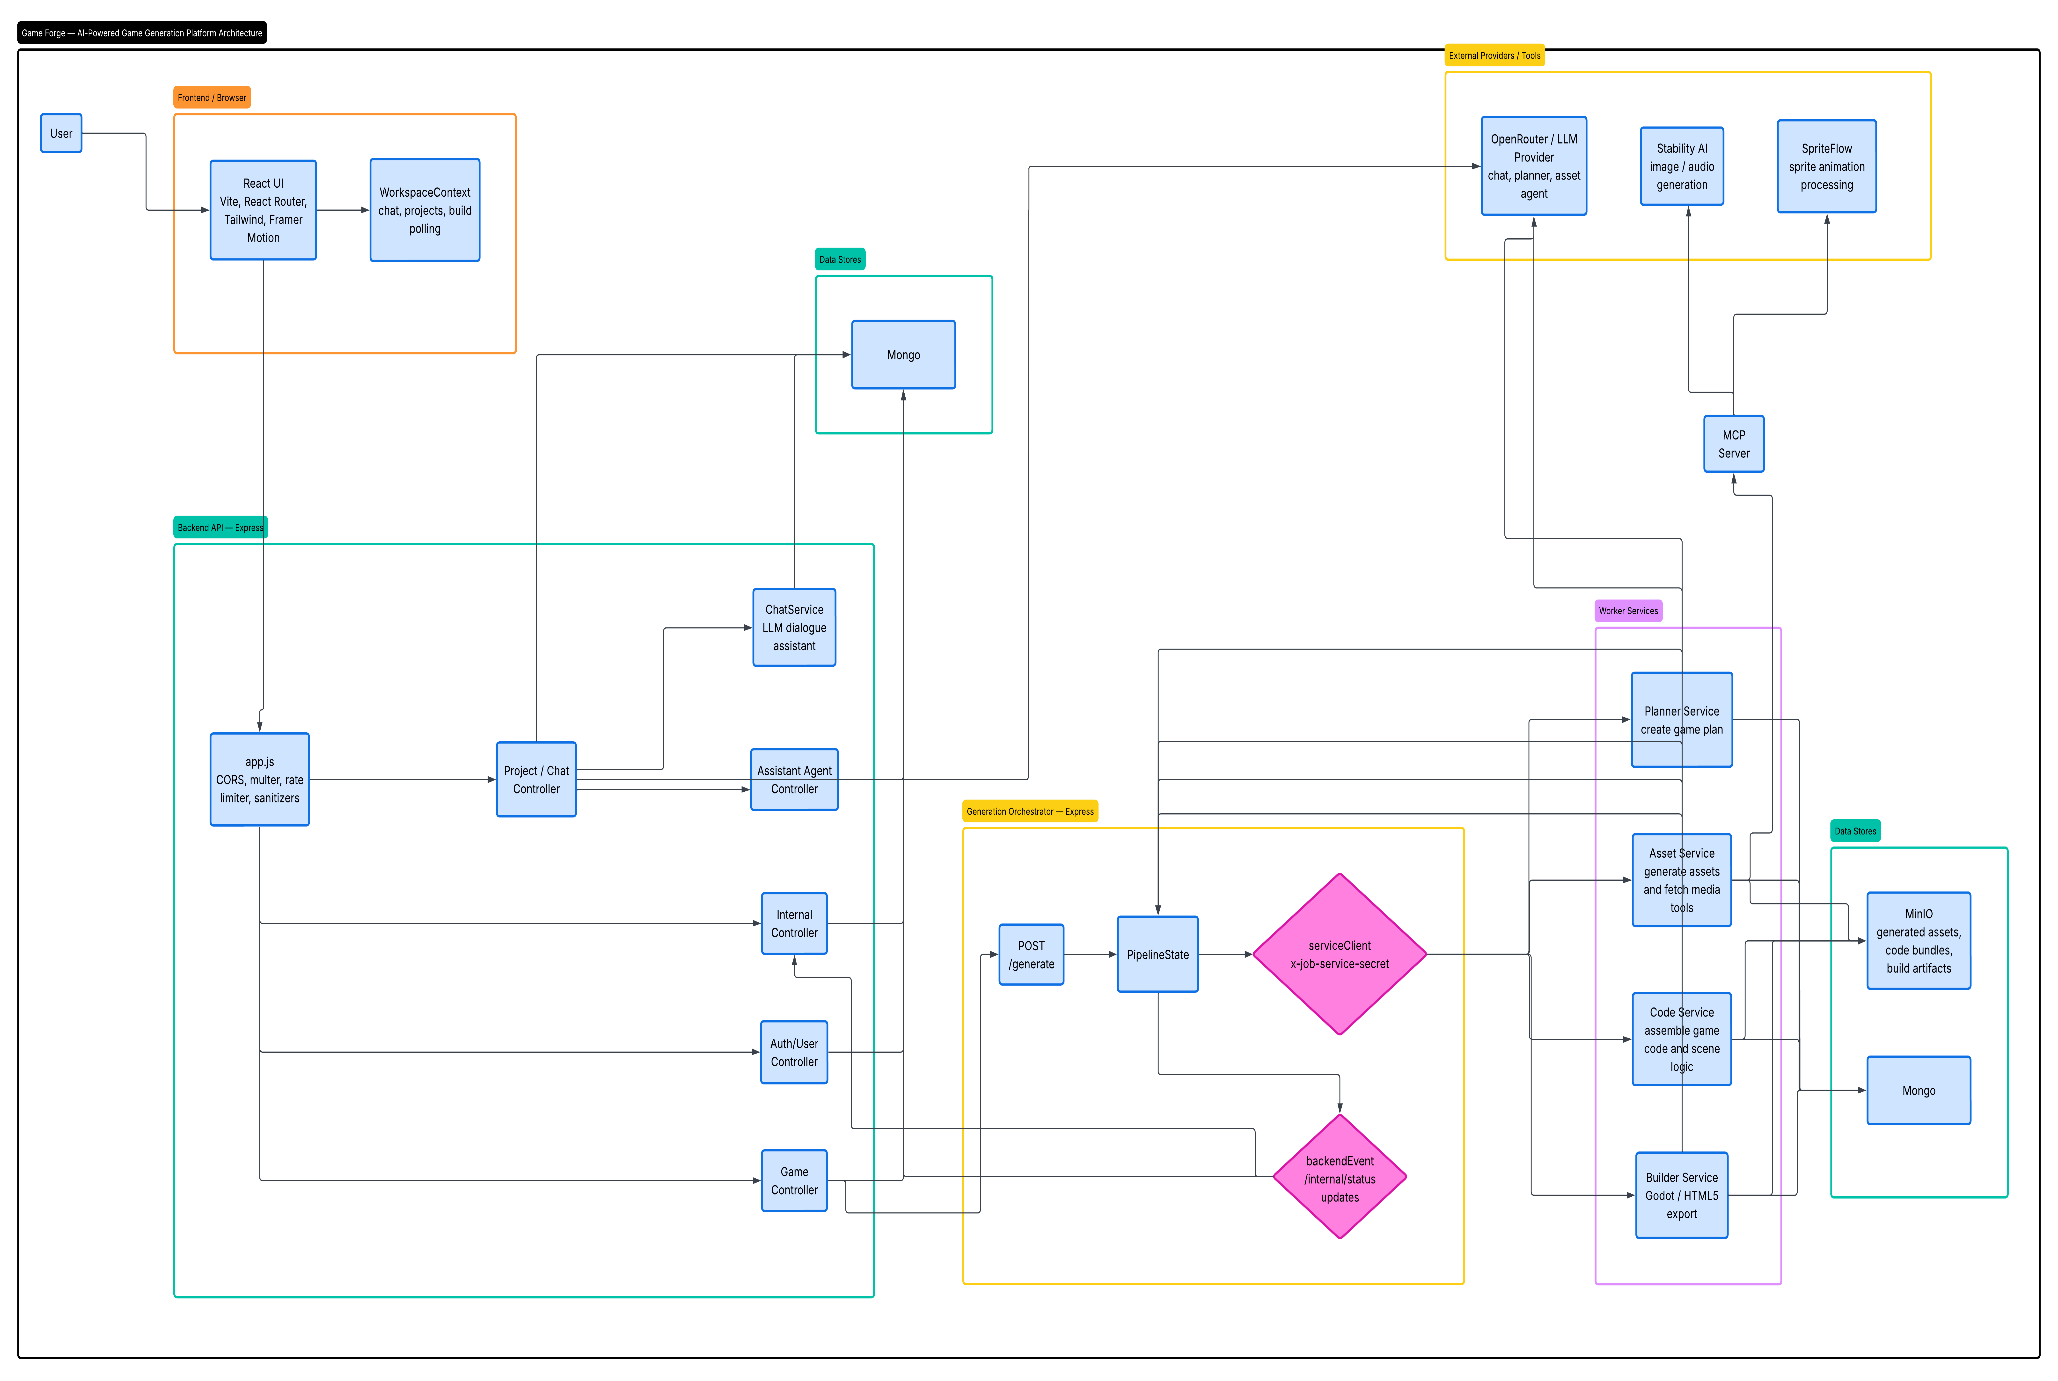 Game Forge — AI-Powered Game Generation Platform Architecture
External Providers / Tools
Frontend / Browser
User
React UI
Vite, React Router,
Tailwind, Framer
Motion
WorkspaceContext
chat, projects, build
polling
OpenRouter / LLM
Provider
chat, planner, asset
agent
Stability AI
image / audio
generation
SpriteFlow
sprite animation
processing
Data Stores
Mongo
MCP
Server
Backend API — Express
ChatService
LLM dialogue
assistant
app.js
CORS, multer, rate
limiter, sanitizers
Project / Chat
Controller
Assistant Agent
Controller
Internal
Controller
Auth/User
Controller
Game
Controller
Generation Orchestrator — Express
POST
/generate
PipelineState
serviceClient
x-job-service-secret
backendEvent
/internal/status
updates
Worker Services
Planner Service
create game plan
Asset Service
generate assets
and fetch media
tools
Code Service
assemble game
code and scene
logic
Builder Service
Godot / HTML5
export
Data Stores
MinIO
generated assets,
code bundles,
build artifacts
Mongo